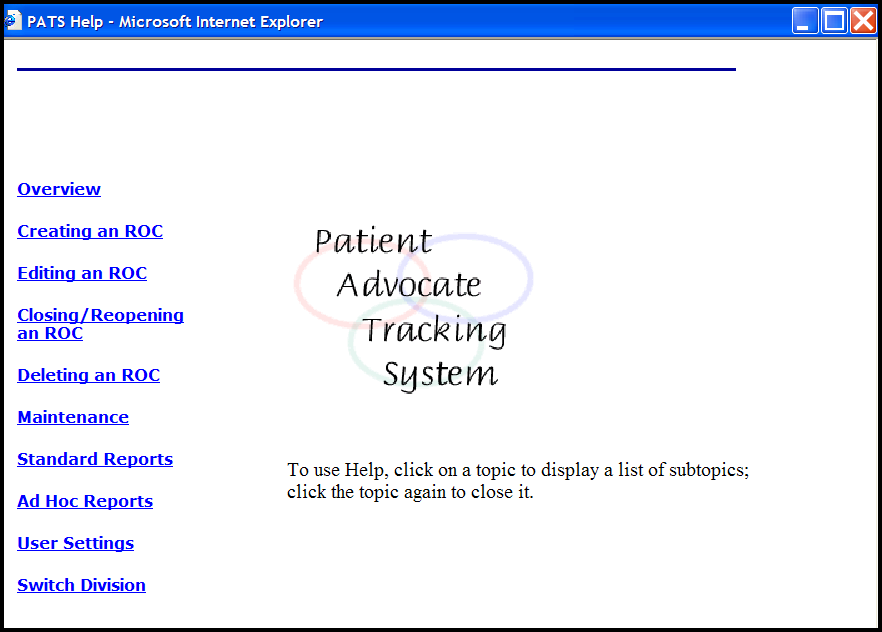 PATS Help - Microsoft Internet Explorer
Overview
Creating an ROC
Editing an ROC
Closing/Reopening
an ROC
Deleting an ROC
Maintenance
Standard Reports
Ad Hoc Reports
User Settings
Switch Division
Patient
Advocate
Tracking
System
To use Help, click on a topic to display a list of subtopics;
click the topic again to close it.